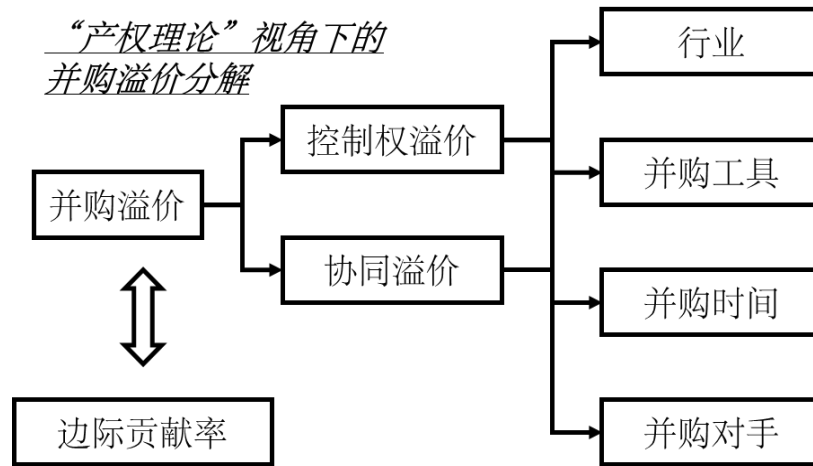 “产权理论”视角下的
并购溢价分解
行业
控制权溢价
并购工具
并购溢价
协同溢价
并购时间
边际贡献率
并购对手